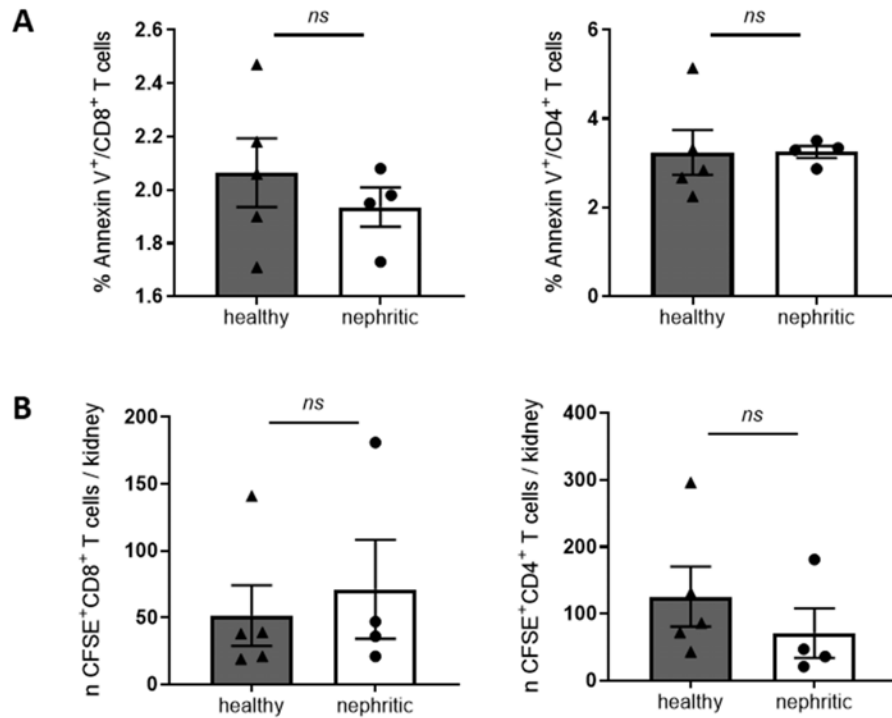 A
% Annexin V⁺/CD8⁺ T cells
2.6
2.4
2.2
2.0
1.8
1.6
ns
healthy nephritic
% Annexin V⁺/CD4⁺ T cells
6
4
2
0
ns
healthy nephritic
B
n CFSE⁺CD8⁺ T cells / kidney
200
150
100
50
0
ns
healthy nephritic
n CFSE⁺CD4⁺ T cells / kidney
400
300
200
100
0
ns
healthy nephritic